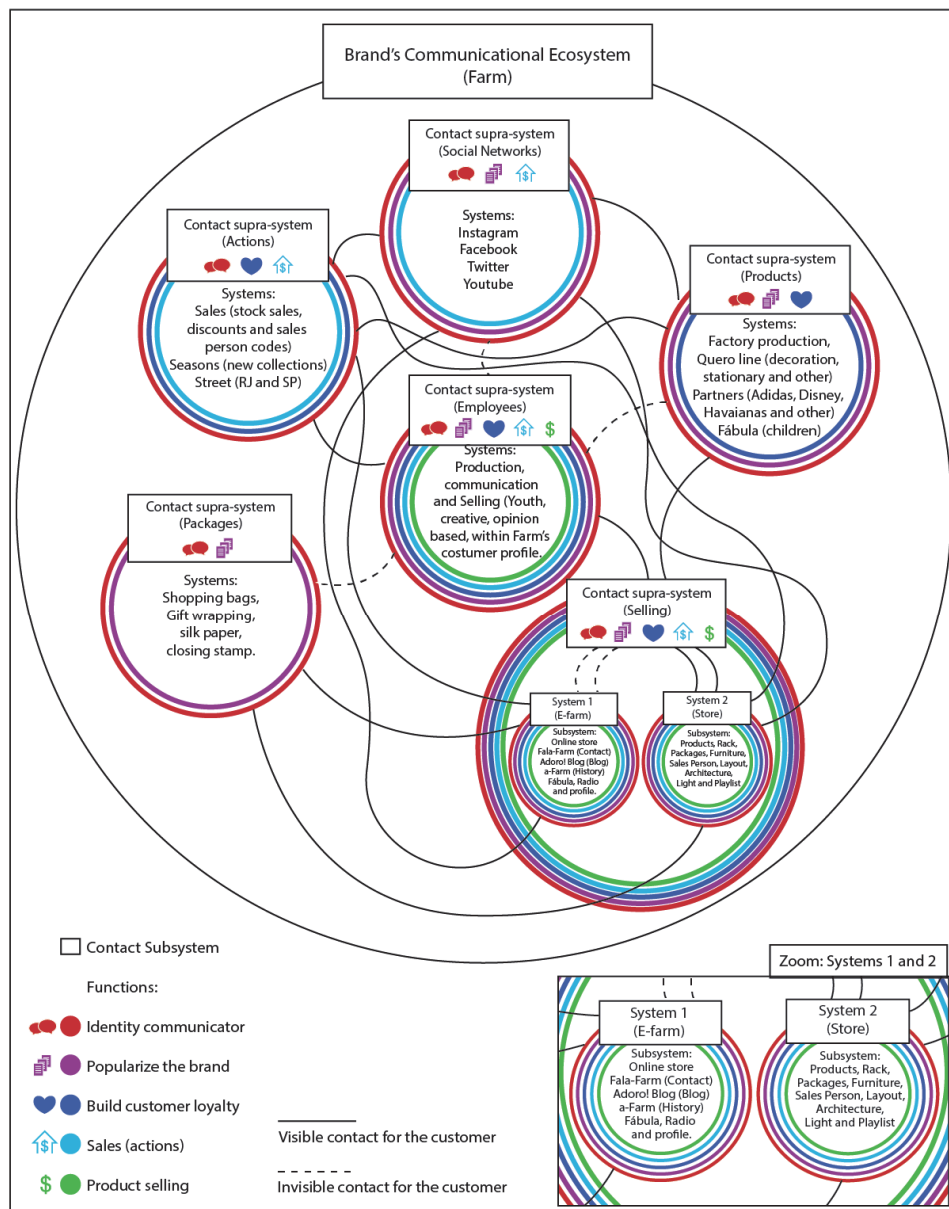 Brand's Communicational Ecosystem
(Farm)
Contact supra-system
(Social Networks)
Systems:
Instagram
Facebook
Twitter
Youtube
Contact supra-system
(Actions)
Systems:
Sales (stock sales,
discounts and sales
person codes)
Seasons (new collections)
Street (RJ and SP)
Contact supra-system
(Products)
Systems:
Factory production,
Quero line (decoration,
stationary and other)
Partners (Adidas, Disney,
Havaianas and other)
Fábula (children)
Contact supra-system
(Employees)
Systems:
Production,
communication
and Selling (Youth,
creative, opinion
based, within Farm's
costumer profile.
Contact supra-system
(Packages)
Systems:
Shopping bags,
Gift wrapping,
silk paper,
closing stamp.
Contact supra-system
(Selling)
System 1
(E-farm)
Subsystem:
Online store
Fala-Farm (Contact)
Adoro! Blog (Blog)
a-Farm (History)
Fábula, Radio
and profile.
System 2
(Store)
Subsystem:
Products, Rack,
Packages, Furniture,
Sales Person, Layout,
Architecture,
Light and Playlist
Contact Subsystem
Functions:
Identity communicator
Popularize the brand
Build customer loyalty
Sales (actions)
Product selling
Visible contact for the customer
Invisible contact for the customer
Zoom: Systems 1 and 2
System 1
(E-farm)
Subsystem:
Online store
Fala-Farm (Contact)
Adoro! Blog (Blog)
a-Farm (History)
Fábula, Radio
and profile.
System 2
(Store)
Subsystem:
Products, Rack,
Packages, Furniture,
Sales Person, Layout,
Architecture,
Light and Playlist